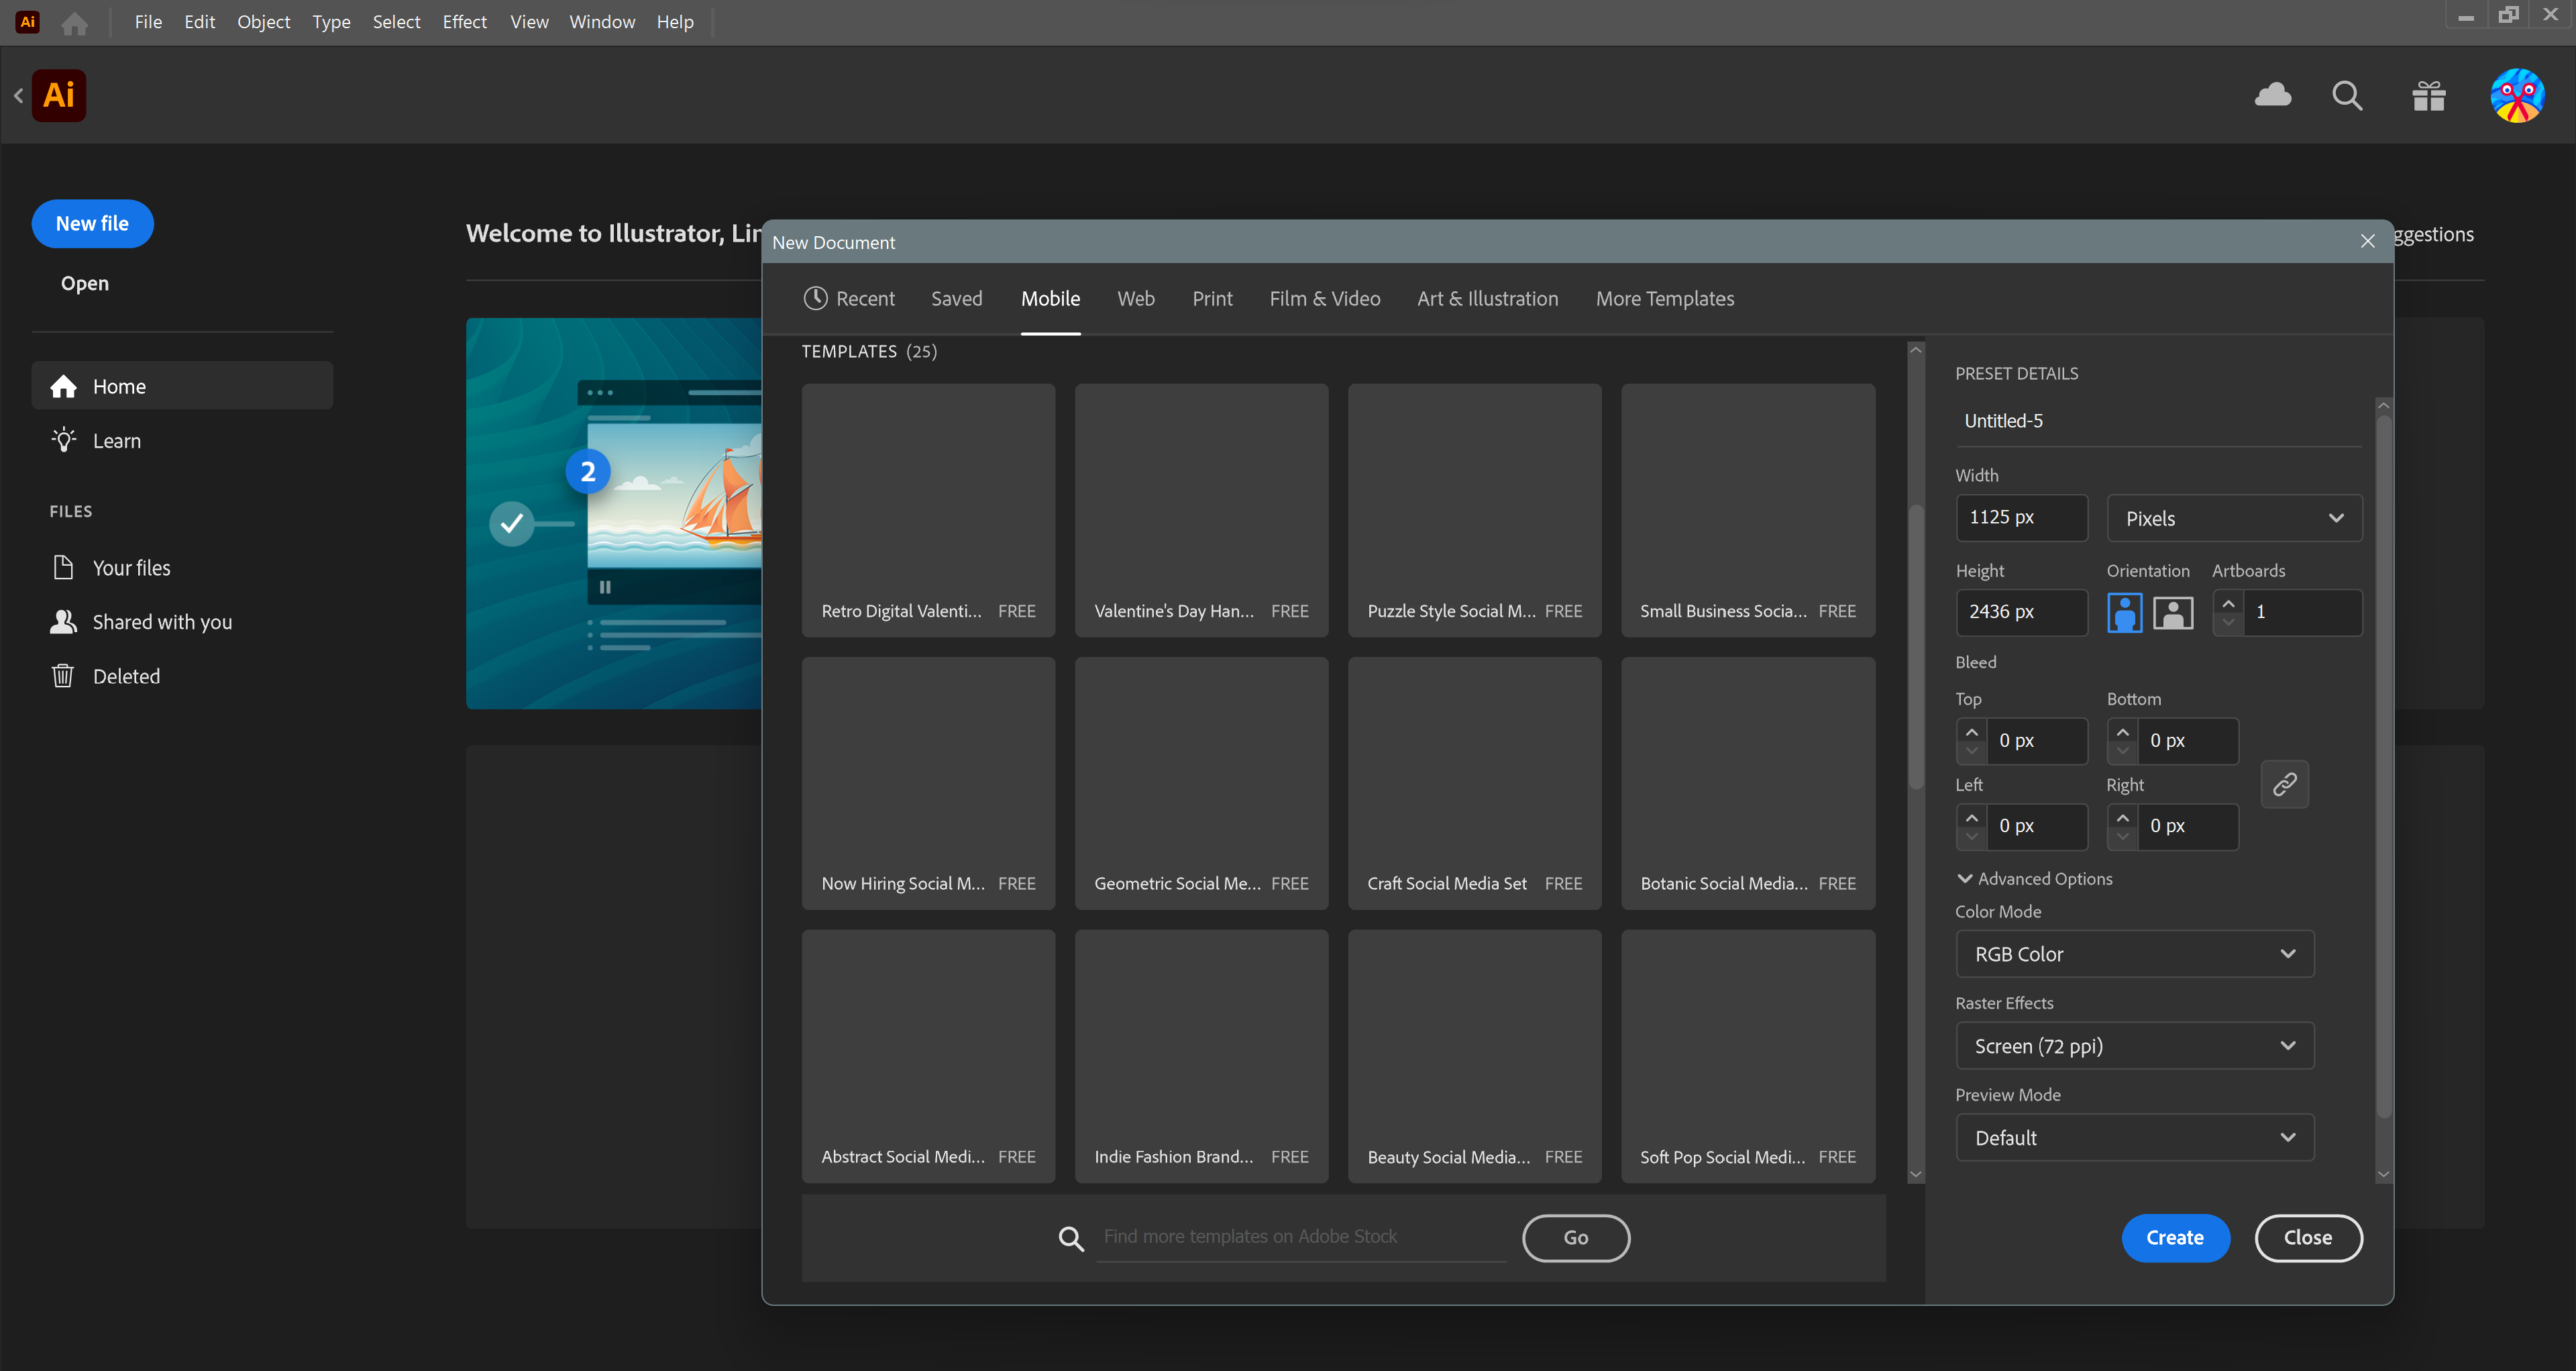 Ai File Edit Object Type Select Effect View Window Help
Ai
New file
Open
Home
Learn
FILES
Your files
Shared with you
Deleted
Welcome to Illustrator,
2
New Document
Recent Saved Mobile Web Print Film & Video Art & Illustration More Templates
TEMPLATES (25)
Retro Digital Valenti... FREE
Valentine's Day Han... FREE
Puzzle Style Social M... FREE
Small Business Socia... FREE
Now Hiring Social M... FREE
Geometric Social Me... FREE
Craft Social Media Set FREE
Botanic Social Media... FREE
Abstract Social Medi... FREE
Indie Fashion Brand... FREE
Beauty Social Media... FREE
Soft Pop Social Medi... FREE
Find more templates on Adobe Stock
Go
PRESET DETAILS
Untitled-5
Width
1125 px Pixels
Height Orientation Artboards
2436 px 1
Bleed
Top Bottom
0 px 0 px
Left Right
0 px 0 px
Advanced Options
Color Mode
RGB Color
Raster Effects
Screen (72 ppi)
Preview Mode
Default
Create Close